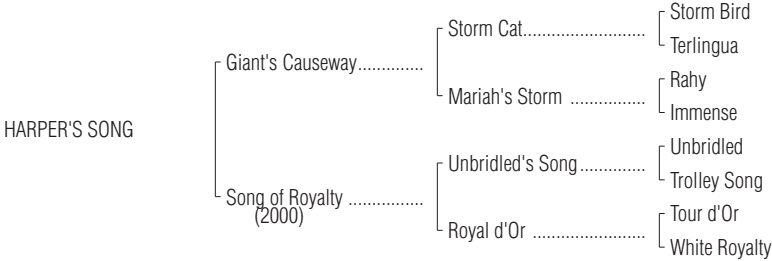 Storm Bird
Storm Cat..........................
Terlingua
Giant's Causeway..............
Rahy
Mariah's Storm ................
Immense
HARPER'S SONG
Unbridled
Unbridled's Song..............
Trolley Song
Song of Royalty ................
(2000)
Tour d'Or
Royal d'Or ........................
White Royalty